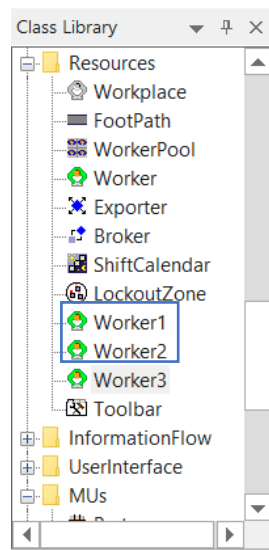 Class Library
Resources
Workplace
FootPath
WorkerPool
Worker
Exporter
Broker
ShiftCalendar
LockoutZone
Worker1
Worker2
Worker3
Toolbar
InformationFlow
UserInterface
MUs